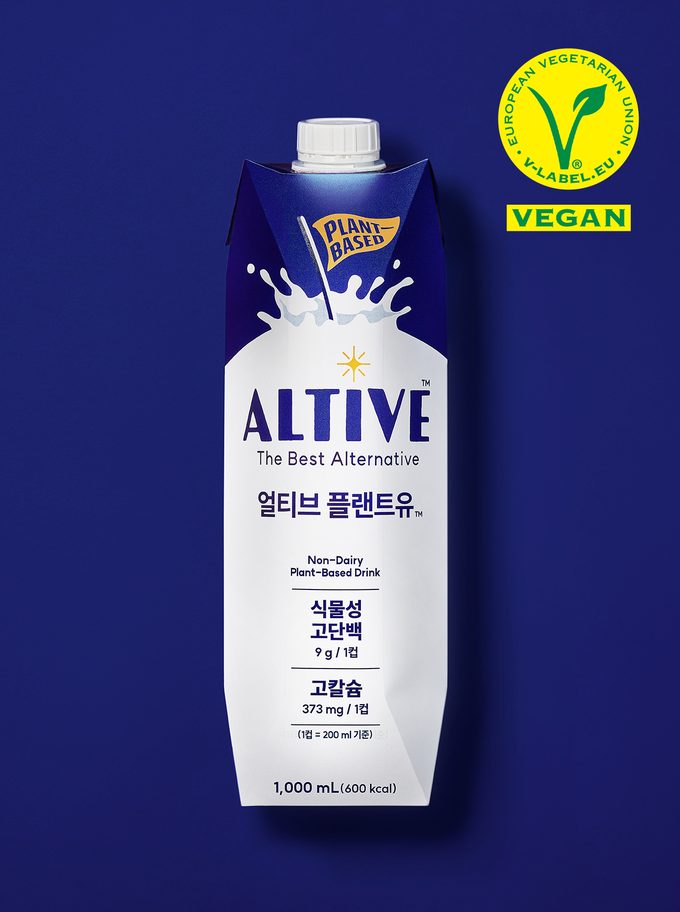 EUROPEAN VEGETARIAN UNION
• V-LABEL.EU •
®
VEGAN
PLANT-
BASED
ALTIVE™
The Best Alternative
얼티브 플랜트유™
Non-Dairy
Plant-Based Drink
식물성
고단백
9 g / 1컵
고칼슘
373 mg / 1컵
(1컵 = 200 ml 기준)
1,000 mL(600 kcal)